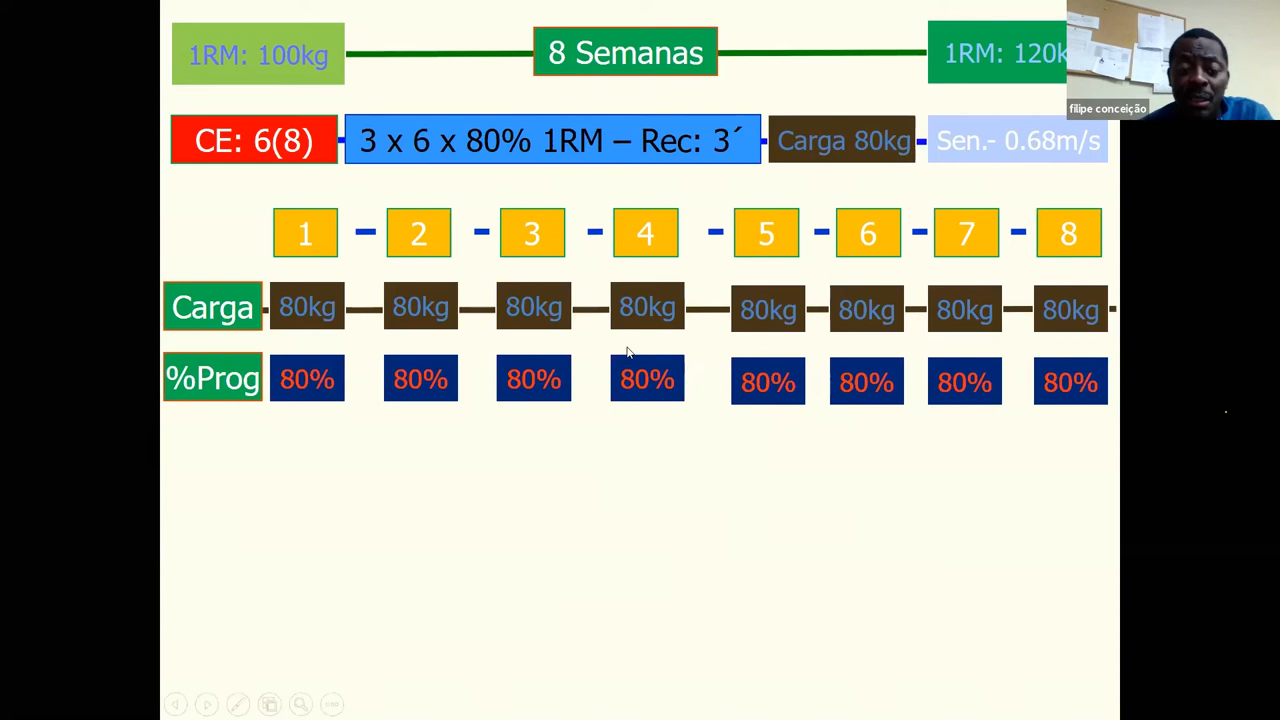 1RM: 100kg
8 Semanas
1RM: 120k
filipe conceição
CE: 6(8)
3 x 6 x 80% 1RM – Rec: 3´
Carga 80kg
Sen.- 0.68m/s
1 - 2 - 3 - 4 - 5 - 6 - 7 - 8
Carga 80kg 80kg 80kg 80kg 80kg 80kg 80kg 80kg
%Prog 80% 80% 80% 80% 80% 80% 80% 80%